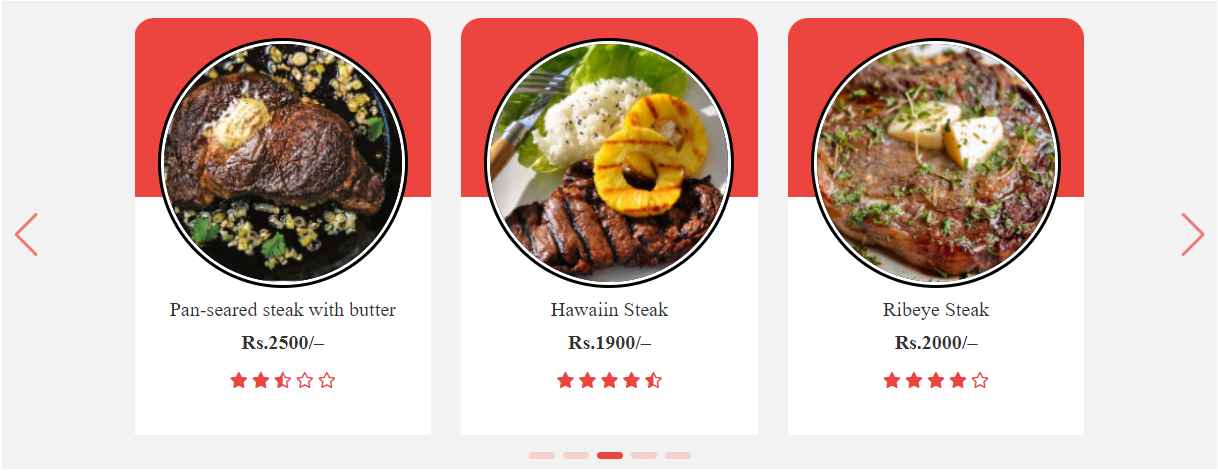 Pan-seared steak with butter
Rs.2500/–
Hawaiin Steak
Rs.1900/–
Ribeye Steak
Rs.2000/–